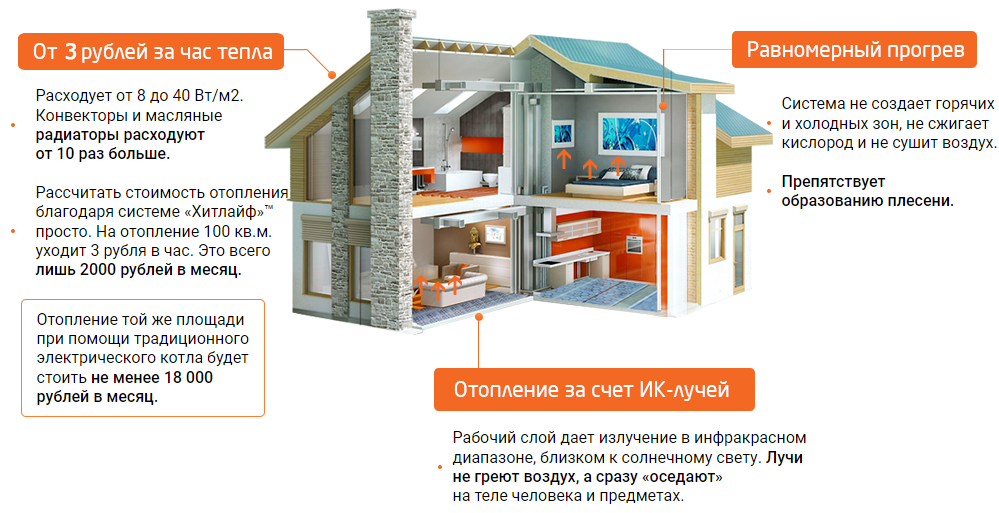 От 3 рублей за час тепла
Расходует от 8 до 40 Вт/м2.
Конвекторы и масляные
радиаторы расходуют
от 10 раз больше.
Рассчитать стоимость отопления
благодаря системе «Хитлайф»™
просто. На отопление 100 кв.м.
уходит 3 рубля в час. Это всего
лишь 2000 рублей в месяц.
Отопление той же площади
при помощи традиционного
электрического котла будет
стоить не менее 18 000
рублей в месяц.
Равномерный прогрев
Система не создает горячих
и холодных зон, не сжигает
кислород и не сушит воздух.
Препятствует
образованию плесени.
Отопление за счет ИК-лучей
Рабочий слой дает излучение в инфракрасном
диапазоне, близком к солнечному свету. Лучи
не греют воздух, а сразу «оседают»
на теле человека и предметах.